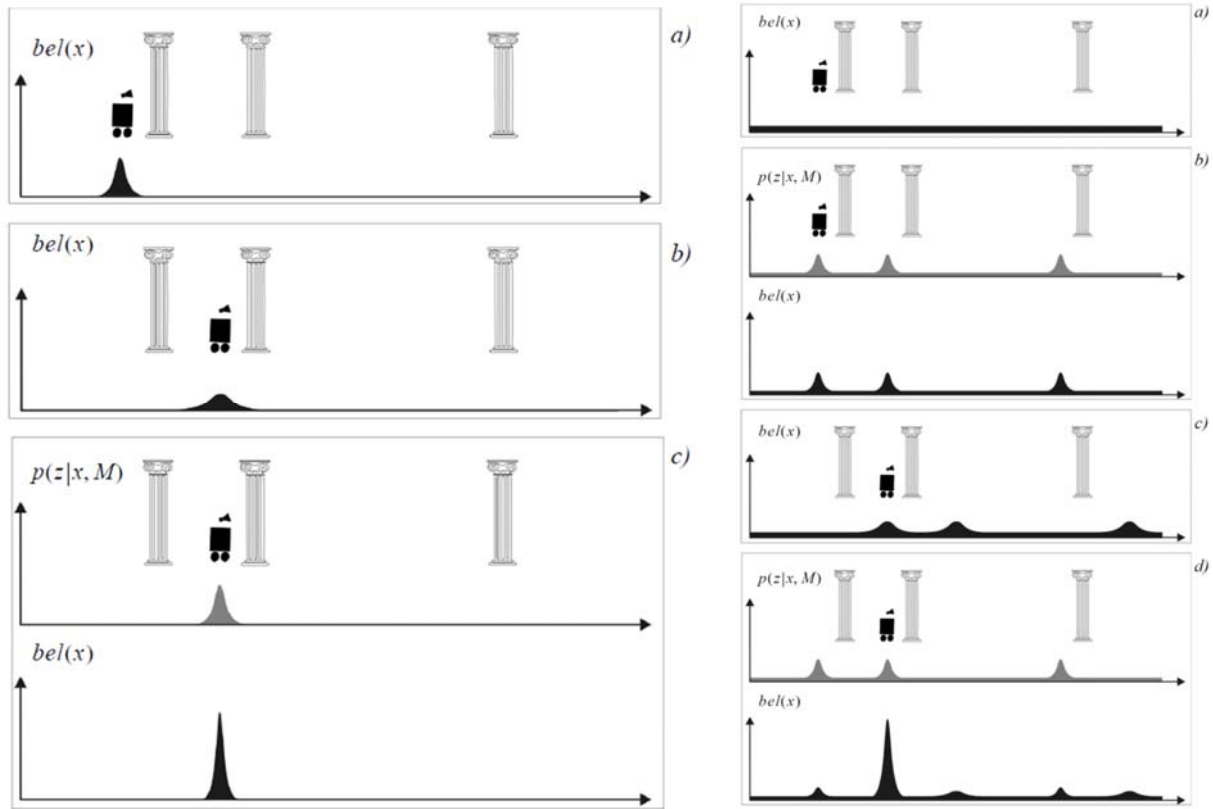 bel(x)
a)
bel(x)
b)
p(z|x, M)
c)
bel(x)
bel(x)
a)
p(z|x, M)
b)
bel(x)
bel(x)
c)
p(z|x, M)
d)
bel(x)